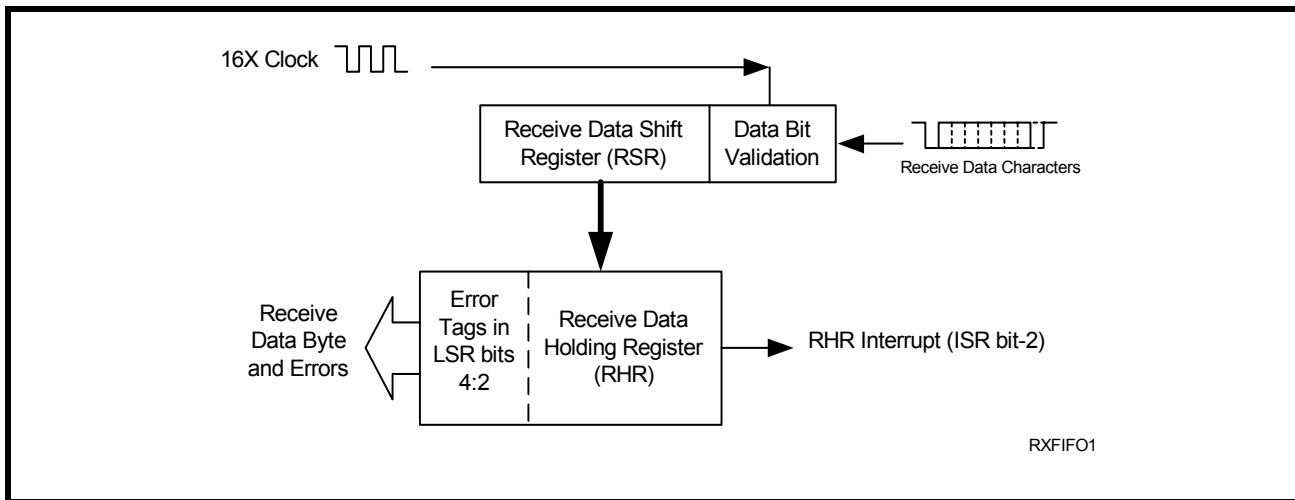 16X Clock
Receive Data Shift
Register (RSR)
Data Bit
Validation
Receive Data Characters
Receive
Data Byte
and Errors
Error
Tags in
LSR bits
4:2
Receive Data
Holding Register
(RHR)
RHR Interrupt (ISR bit-2)
RXFIFO1